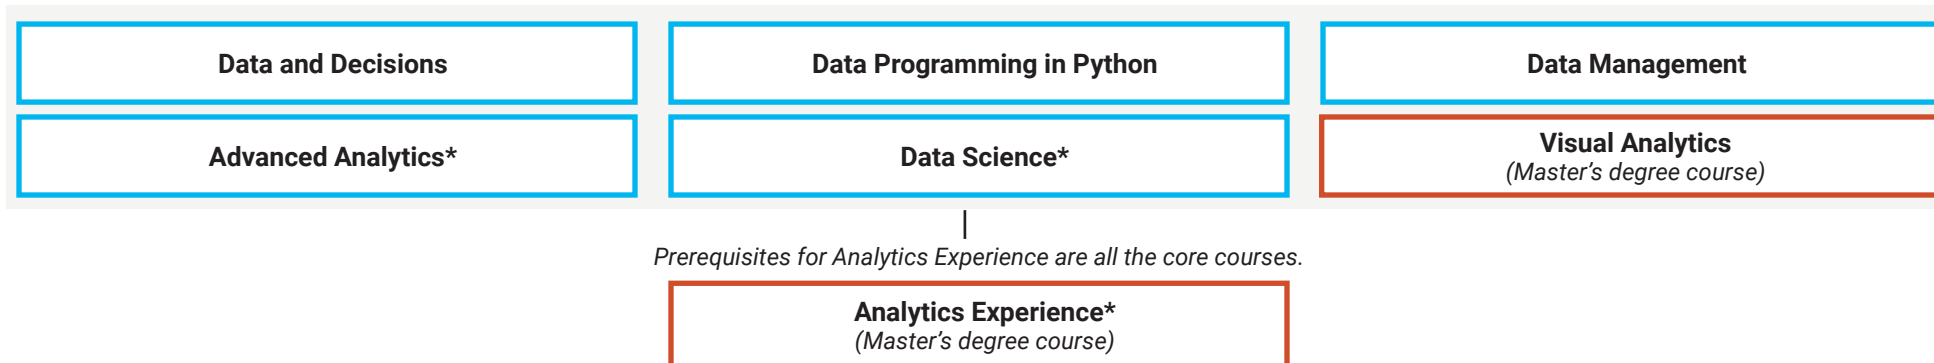 Data and Decisions
Data Programming in Python
Data Management
Advanced Analytics*
Data Science*
Visual Analytics
(Master’s degree course)
Prerequisites for Analytics Experience are all the core courses.
Analytics Experience*
(Master’s degree course)